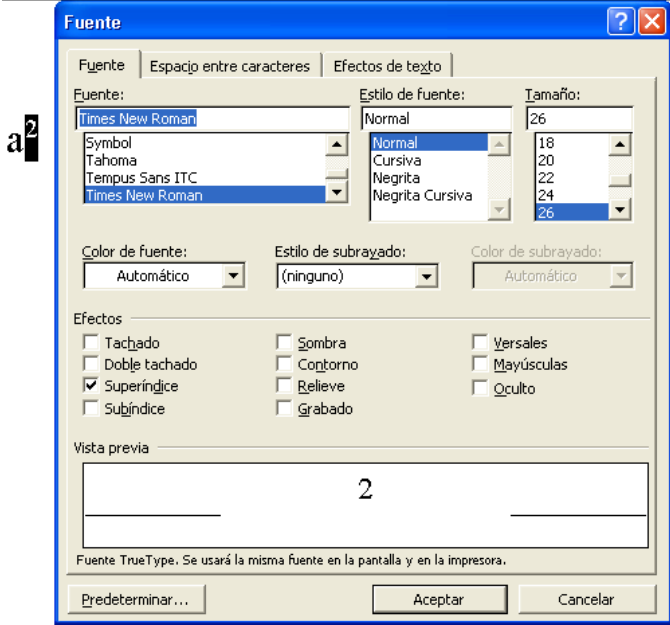 Fuente
Fuente Espacio entre caracteres Efectos de texto
Fuente: Estilo de fuente: Tamaño:
Times New Roman Normal 26
Symbol Normal 18
Tahoma Cursiva 20
Tempus Sans ITC Negrita 22
Times New Roman Negrita Cursiva 24
26
a²
Color de fuente: Estilo de subrayado: Color de subrayado:
Automático (ninguno) Automático
Efectos
Tachado Sombra Versales
Doble tachado Contorno Mayúsculas
Superíndice Relieve Oculto
Subíndice Grabado
Vista previa
2
Fuente TrueType. Se usará la misma fuente en la pantalla y en la impresora.
Predeterminar... Aceptar Cancelar